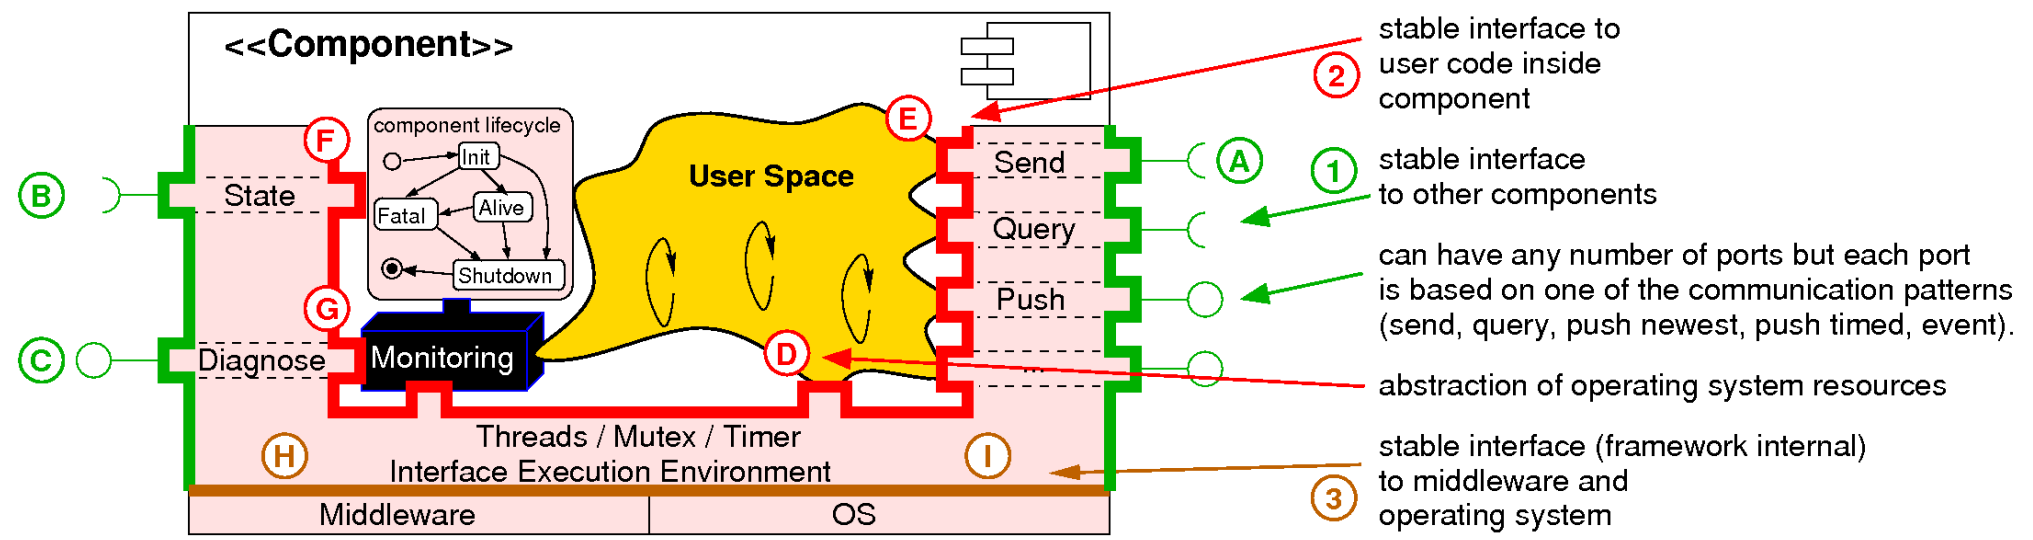 <<Component>>
stable interface to
user code inside
component
2
E
F
component lifecycle
Init
Fatal
Alive
Shutdown
User Space
Send
A
1
stable interface
to other components
B
State
Query
can have any number of ports but each port
is based on one of the communication patterns
(send, query, push newest, push timed, event).
G
Push
C
Diagnose
Monitoring
D
...
abstraction of operating system resources
H
Threads / Mutex / Timer
Interface Execution Environment
I
stable interface (framework internal)
to middleware and
operating system
3
Middleware
OS